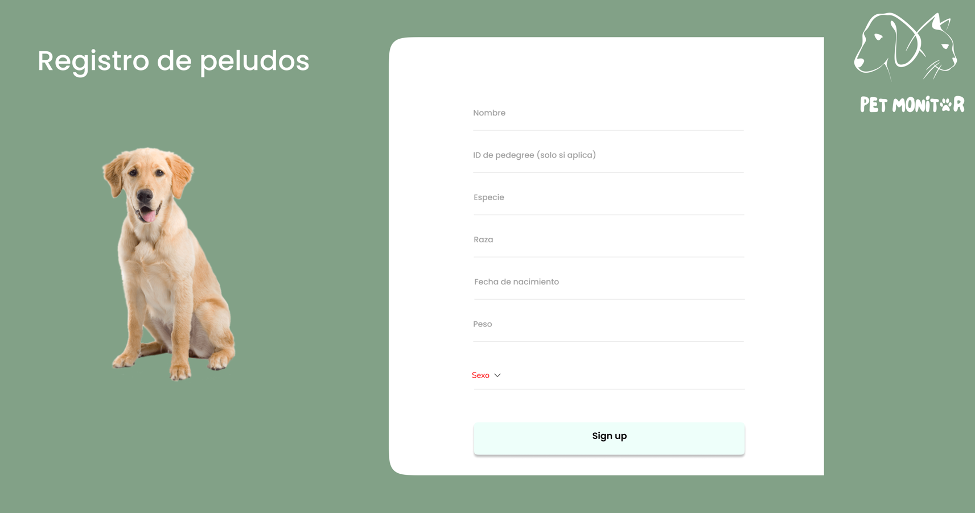 Registro de peludos
PET MONITOR
Nombre
ID de pedegree (solo si aplica)
Especie
Raza
Fecha de nacimiento
Peso
Sexo
Sign up